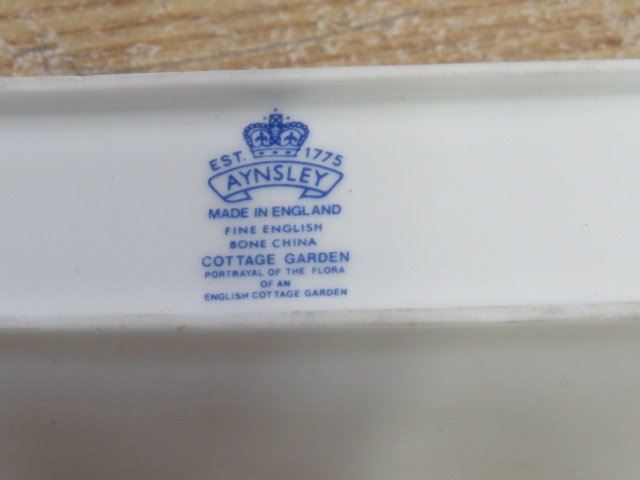 EST. 1775
AYNSLEY
MADE IN ENGLAND
FINE ENGLISH
BONE CHINA
COTTAGE GARDEN
PORTRAYAL OF THE FLORA
OF AN
ENGLISH COTTAGE GARDEN